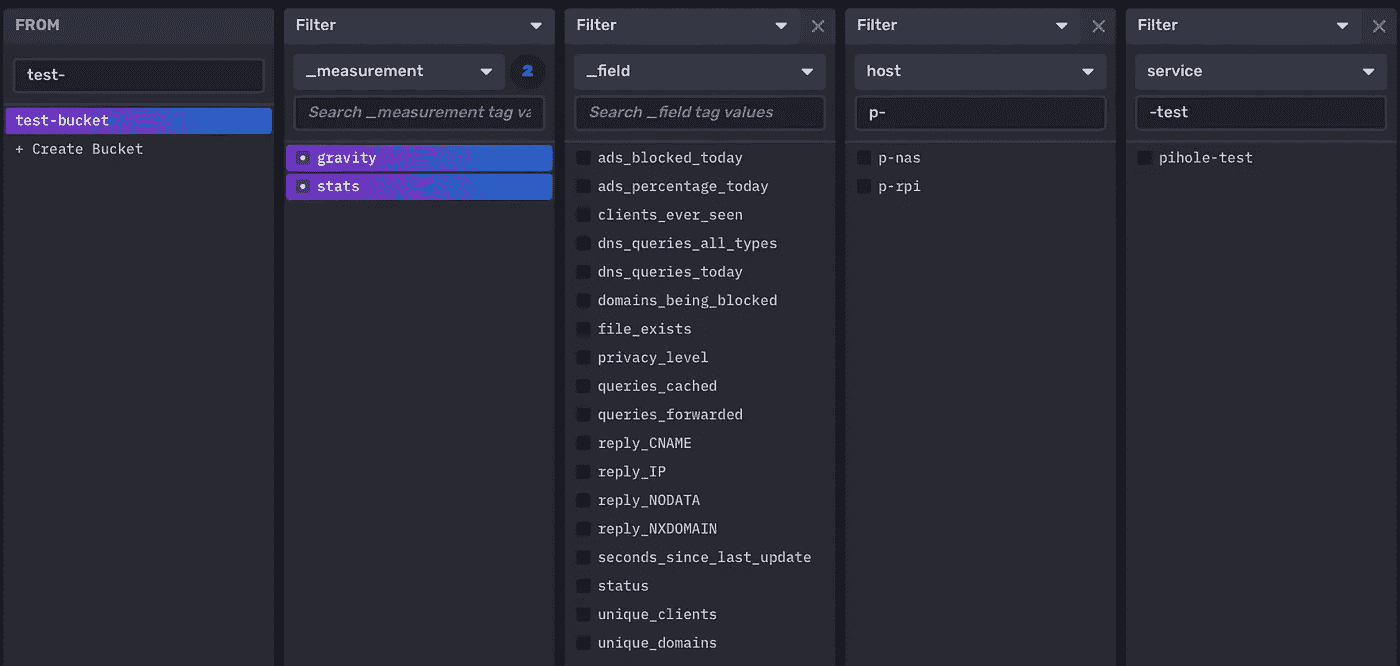 FROM
test-
test-bucket
+ Create Bucket
Filter
_measurement
2
Search _measurement tag va
gravity
stats
Filter
_field
Search _field tag values
ads_blocked_today
ads_percentage_today
clients_ever_seen
dns_queries_all_types
dns_queries_today
domains_being_blocked
file_exists
privacy_level
queries_cached
queries_forwarded
reply_CNAME
reply_IP
reply_NODATA
reply_NXDOMAIN
seconds_since_last_update
status
unique_clients
unique_domains
Filter
host
p-
p-nas
p-rpi
Filter
service
-test
pihole-test